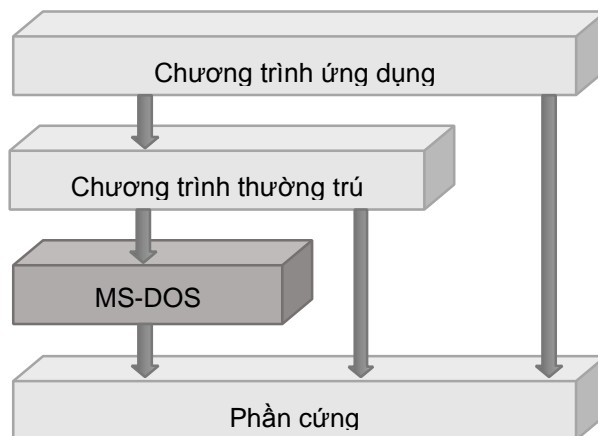 Chương trình ứng dụng
Chương trình thường trú
MS-DOS
Phần cứng